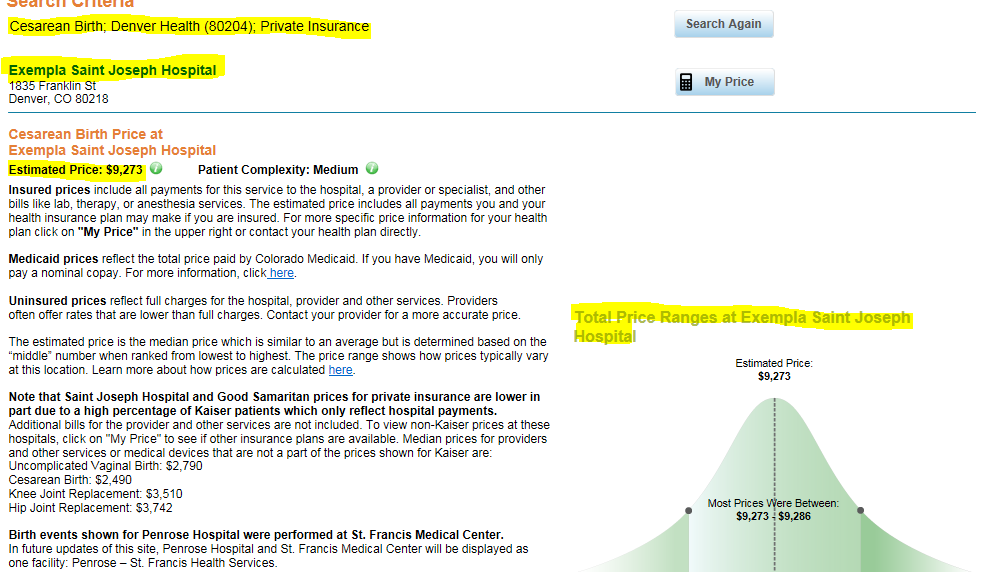 Search Criteria
Cesarean Birth; Denver Health (80204); Private Insurance
Search Again
Exempla Saint Joseph Hospital
1835 Franklin St
Denver, CO 80218
My Price
Cesarean Birth Price at
Exempla Saint Joseph Hospital
Estimated Price: $9,273
Patient Complexity: Medium
Insured prices include all payments for this service to the hospital, a provider or specialist, and other
bills like lab, therapy, or anesthesia services. The estimated price includes all payments you and your
health insurance plan may make if you are insured. For more specific price information for your health
plan click on "My Price" in the upper right or contact your health plan directly.
Medicaid prices reflect the total price paid by Colorado Medicaid. If you have Medicaid, you will only
pay a nominal copay. For more information, click here.
Uninsured prices reflect full charges for the hospital, provider and other services. Providers
often offer rates that are lower than full charges. Contact your provider for a more accurate price.
The estimated price is the median price which is similar to an average but is determined based on the
“middle” number when ranked from lowest to highest. The price range shows how prices typically vary
at this location. Learn more about how prices are calculated here.
Note that Saint Joseph Hospital and Good Samaritan prices for private insurance are lower in
part due to a high percentage of Kaiser patients which only reflect hospital payments.
Additional bills for the provider and other services are not included. To view non-Kaiser prices at these
hospitals, click on "My Price" to see if other insurance plans are available. Median prices for providers
and other services or medical devices that are not a part of the prices shown for Kaiser are:
Uncomplicated Vaginal Birth: $2,790
Cesarean Birth: $2,490
Knee Joint Replacement: $3,510
Hip Joint Replacement: $3,742
Birth events shown for Penrose Hospital were performed at St. Francis Medical Center.
In future updates of this site, Penrose Hospital and St. Francis Medical Center will be displayed as
one facility: Penrose – St. Francis Health Services.
Total Price Ranges at Exempla Saint Joseph
Hospital
Estimated Price:
$9,273
Most Prices Were Between:
$9,273 - $9,286